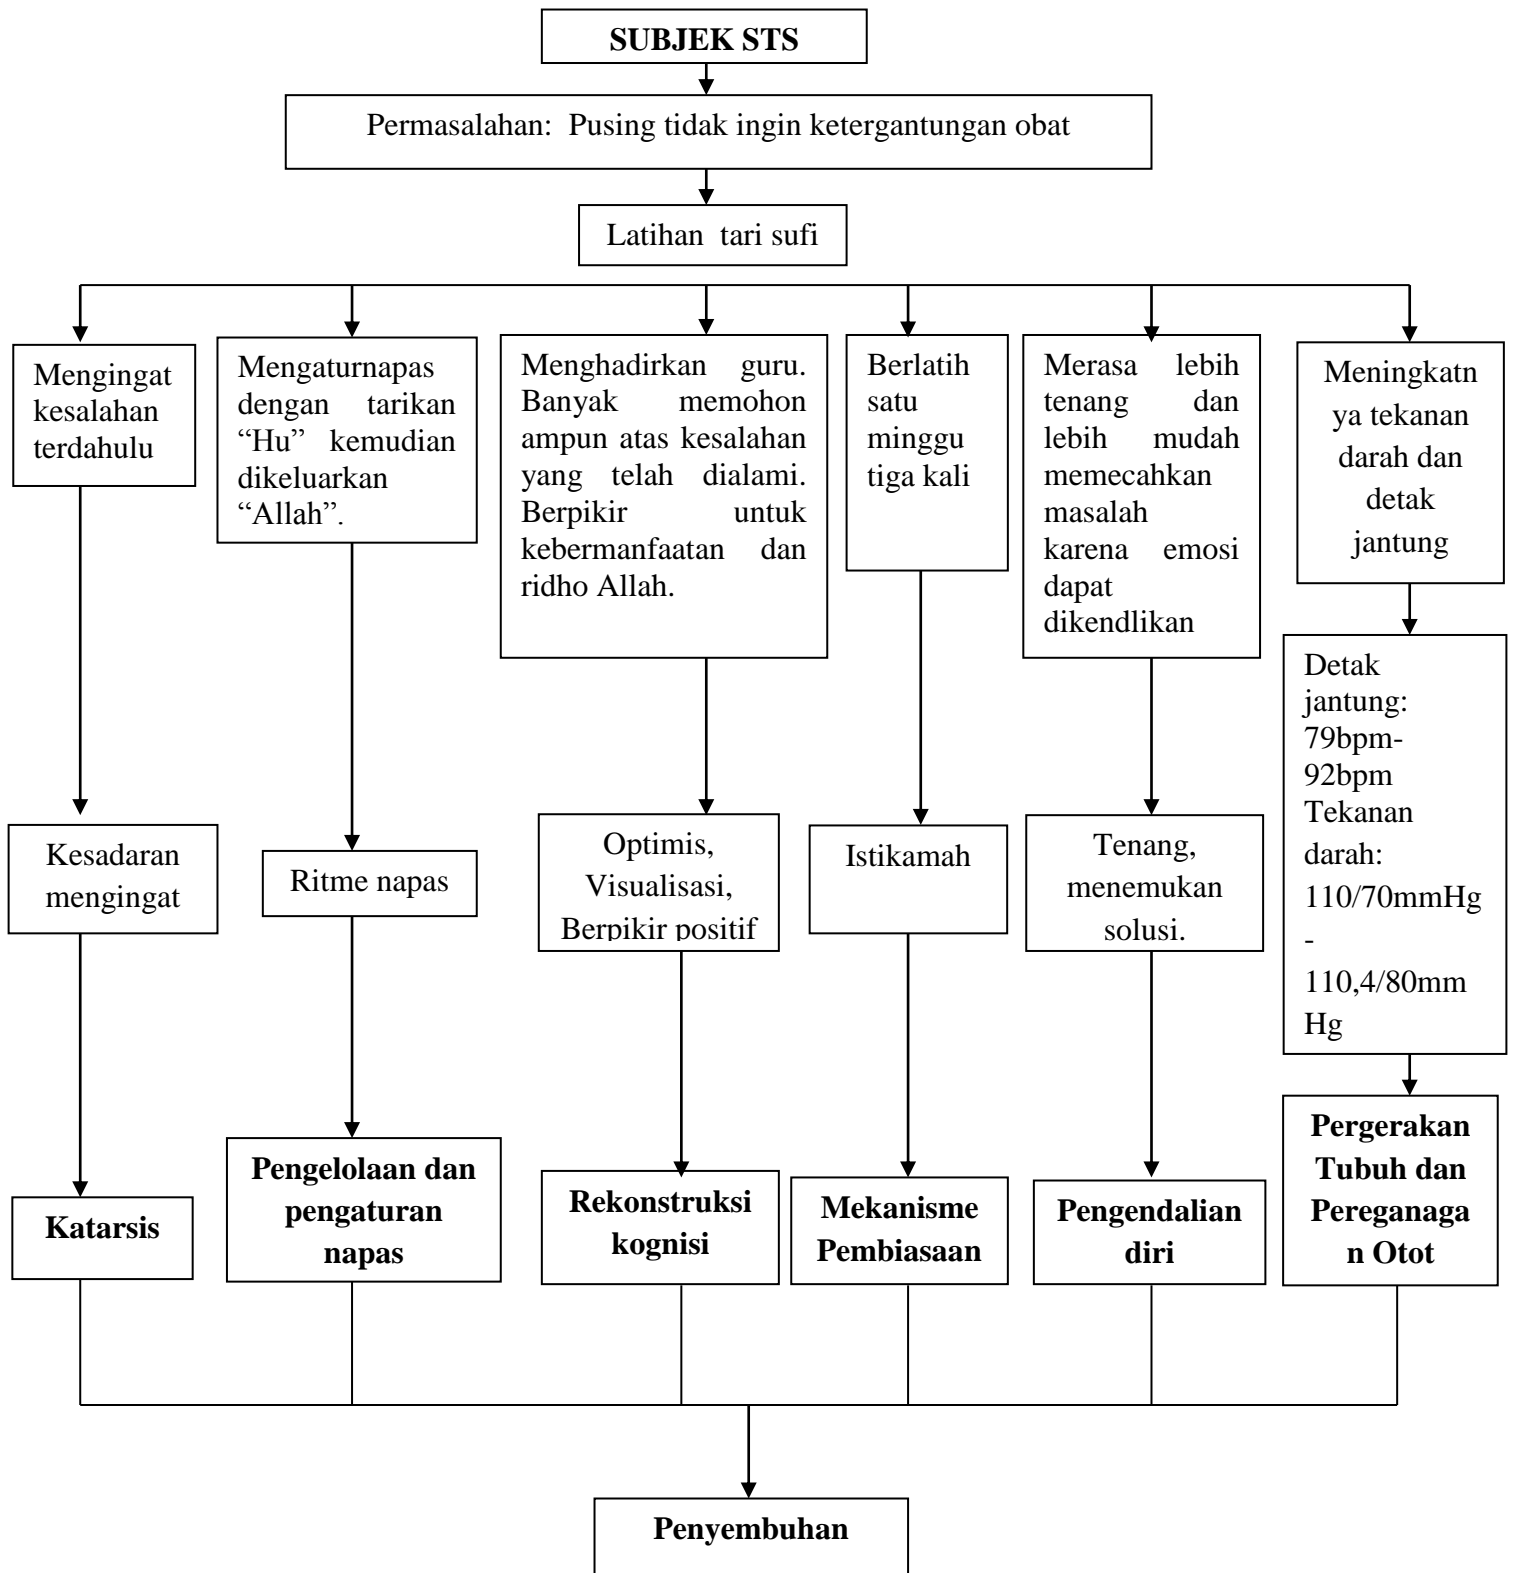 SUBJEK STS
Permasalahan: Pusing tidak ingin ketergantungan obat
Latihan tari sufi
Mengingat
kesalahan
terdahulu
Mengaturnapas
dengan tarikan
“Hu” kemudian
dikeluarkan
“Allah”.
Menghadirkan guru.
Banyak memohon
ampun atas kesalahan
yang telah dialami.
Berpikir untuk
kebermanfaatan dan
ridho Allah.
Berlatih
satu
minggu
tiga kali
Merasa lebih
tenang dan
lebih mudah
memecahkan
masalah
karena emosi
dapat
dikendlikan
Meningkatn
ya tekanan
darah dan
detak
jantung
Detak
jantung:
79bpm-
92bpm
Tekanan
darah:
110/70mmHg
-
110,4/80mm
Hg
Kesadaran
mengingat
Ritme napas
Optimis,
Visualisasi,
Berpikir positif
Istikamah
Tenang,
menemukan
solusi.
Katarsis
Pengelolaan dan
pengaturan
napas
Rekonstruksi
kognisi
Mekanisme
Pembiasaan
Pengendalian
diri
Pergerakan
Tubuh dan
Pereganaga
n Otot
Penyembuhan